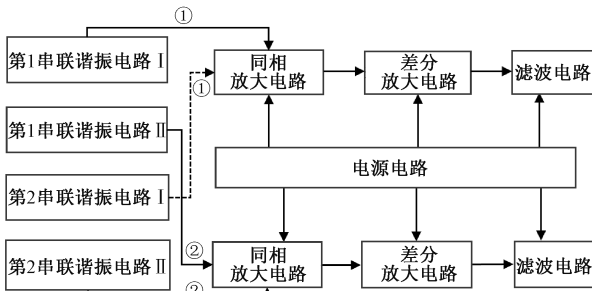 ①
第1串联谐振电路Ⅰ
同相
放大电路
差分
放大电路
滤波电路
①
第1串联谐振电路Ⅱ
电源电路
第2串联谐振电路Ⅰ
②
同相
放大电路
差分
放大电路
滤波电路
第2串联谐振电路Ⅱ